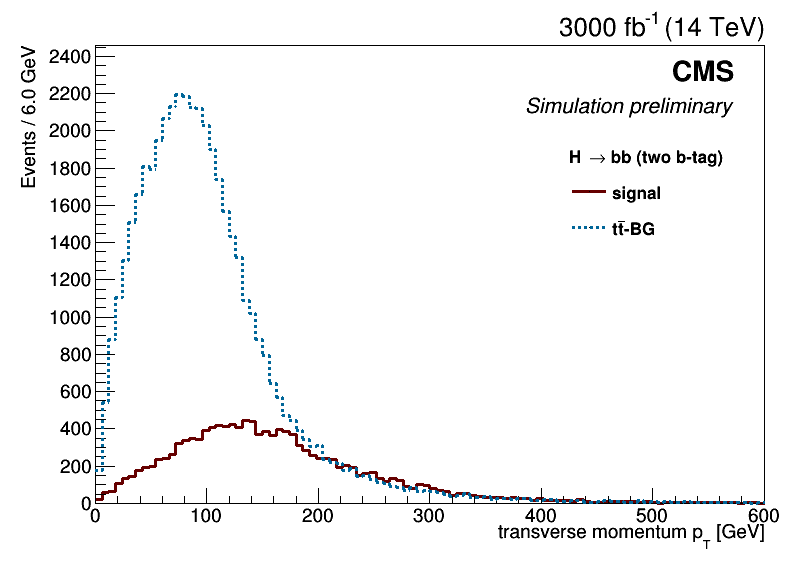 3000 fb⁻¹ (14 TeV)
CMS
Simulation preliminary
H → bb (two b-tag)
signal
tt̄-BG
Events / 6.0 GeV
2400
2200
2000
1800
1600
1400
1200
1000
800
600
400
200
0
0 100 200 300 400 500 600
transverse momentum p_T [GeV]